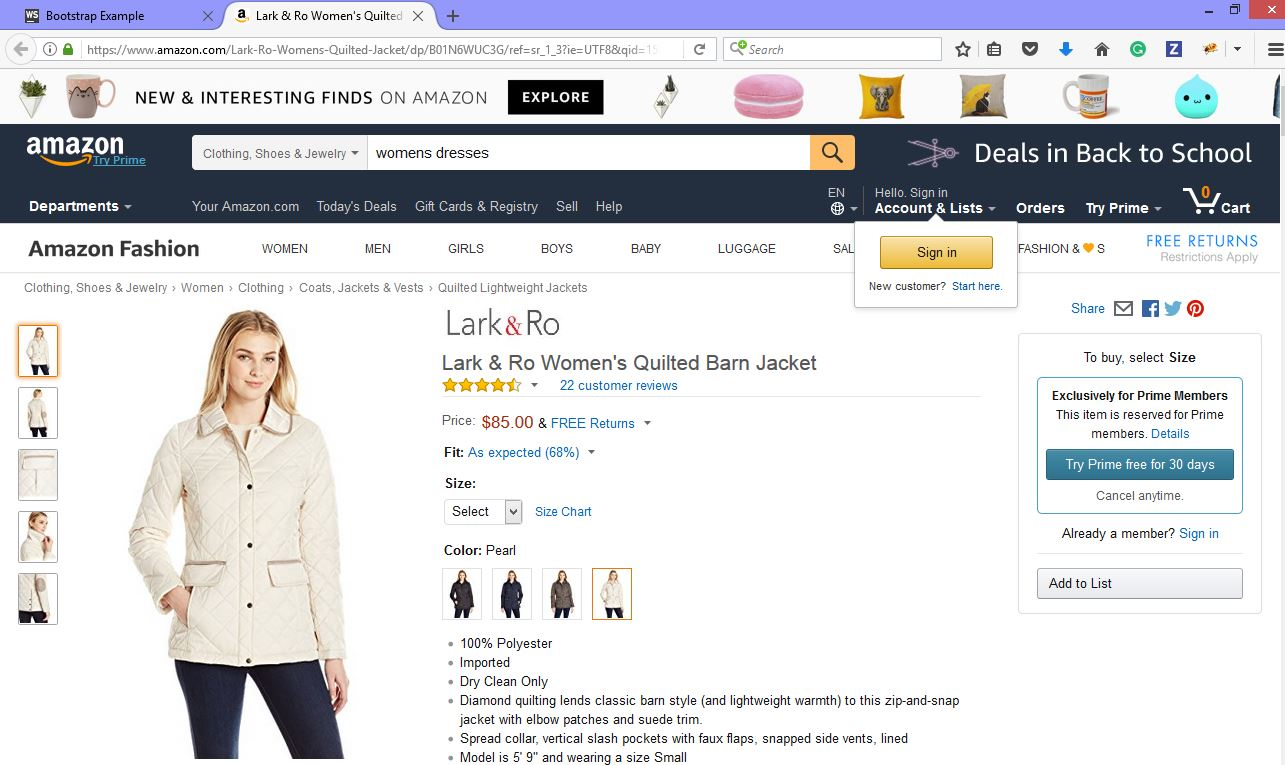 Bootstrap Example
Lark & Ro Women's Quilted
https://www.amazon.com/Lark-Ro-Womens-Quilted-Jacket/dp/B01N6WUC3G/ref=sr_1_3?ie=UTF8&qid=15
Search
NEW & INTERESTING FINDS ON AMAZON
EXPLORE
COFFEE
amazon
Try Prime
Clothing, Shoes & Jewelry
womens dresses
Deals in Back to School
Departments
Your Amazon.com Today's Deals Gift Cards & Registry Sell Help
EN
Hello. Sign in
Account & Lists
Orders
Try Prime
0
Cart
Amazon Fashion
WOMEN MEN GIRLS BOYS BABY LUGGAGE SAL FASHION & S
FREE RETURNS
Restrictions Apply
Sign in
New customer? Start here.
Clothing, Shoes & Jewelry › Women › Clothing › Coats, Jackets & Vests › Quilted Lightweight Jackets
Lark & Ro
Lark & Ro Women's Quilted Barn Jacket
22 customer reviews
Price: $85.00 & FREE Returns
Fit: As expected (68%)
Size:
Select
Size Chart
Color: Pearl
100% Polyester
Imported
Dry Clean Only
Diamond quilting lends classic barn style (and lightweight warmth) to this zip-and-snap
jacket with elbow patches and suede trim.
Spread collar, vertical slash pockets with faux flaps, snapped side vents, lined
Model is 5' 9" and wearing a size Small
Share
To buy, select Size
Exclusively for Prime Members
This item is reserved for Prime
members. Details
Try Prime free for 30 days
Cancel anytime.
Already a member? Sign in
Add to List